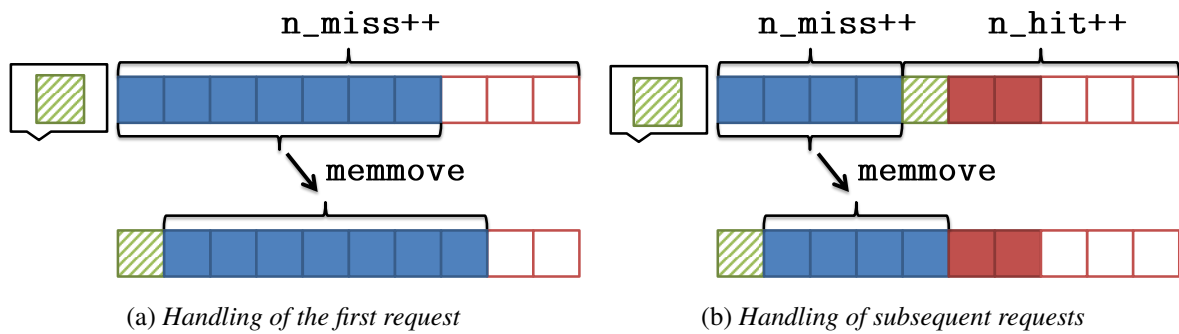 n_miss++
memmove
(a) Handling of the first request
n_miss++ n_hit++
memmove
(b) Handling of subsequent requests